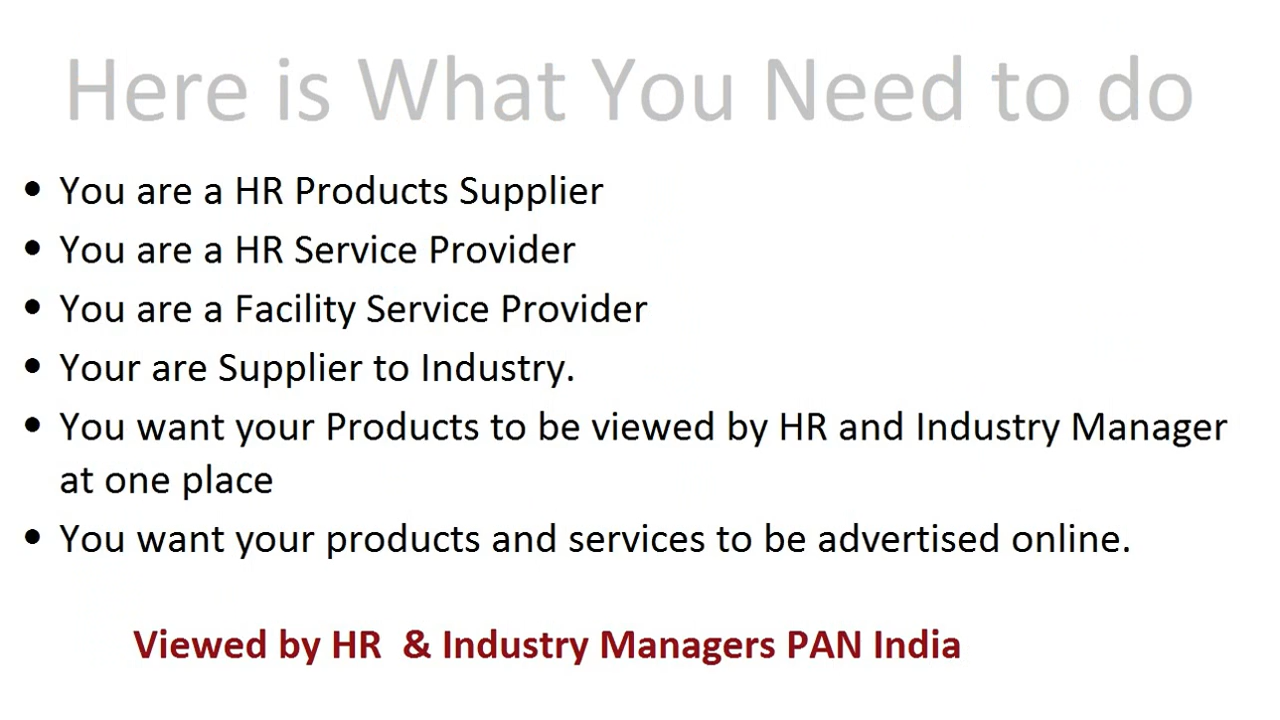 Here is What You Need to do
• You are a HR Products Supplier
• You are a HR Service Provider
• You are a Facility Service Provider
• Your are Supplier to Industry.
• You want your Products to be viewed by HR and Industry Manager
at one place
• You want your products and services to be advertised online.
Viewed by HR & Industry Managers PAN India